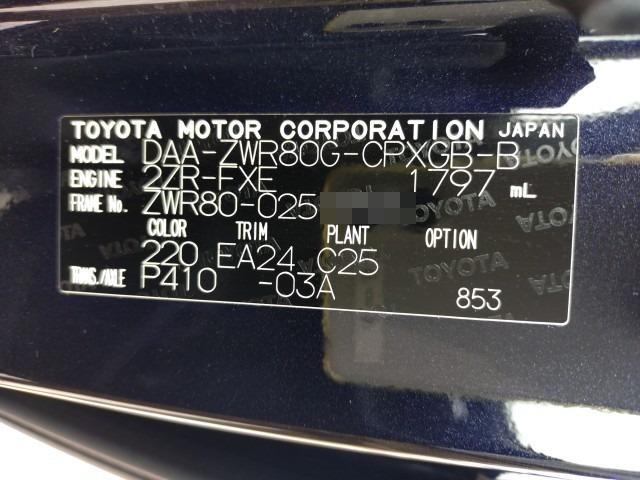 TOYOTA MOTOR CORPORATION JAPAN
MODEL DAA-ZWR80G-CPXGB-B
ENGINE 2ZR-FXE 1797 mL
FRAME No. ZWR80-025
COLOR TRIM PLANT OPTION
220 EA24 C25
TRANS./AXLE P410 -03A
853